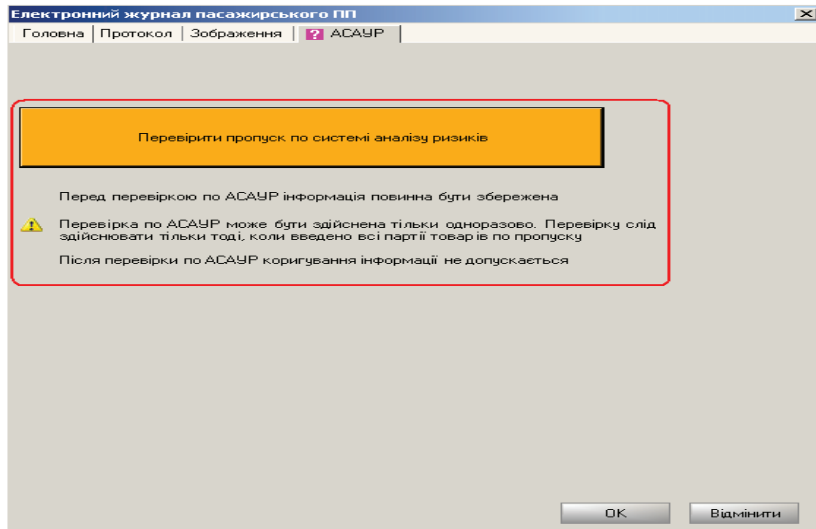 Електронний журнал пасажирського ПП
Головна Протокол Зображення ? АСАУР
Перевірити пропуск по системі аналізу ризиків
Перед перевіркою по АСАУР інформація повинна бути збережена
Перевірка по АСАУР може бути здійснена тільки одноразово. Перевірку слід
здійснювати тільки тоді, коли введено всі партії товарів по пропуску
Після перевірки по АСАУР коригування інформації не допускається
OK Відмінити